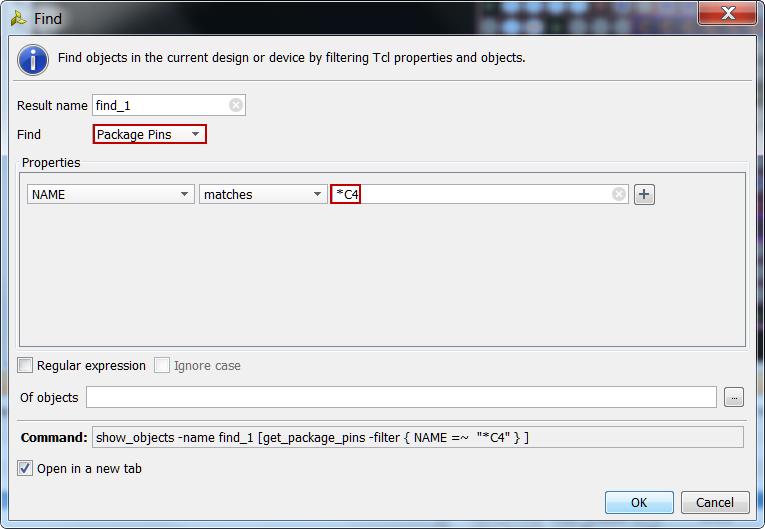 Find
Find objects in the current design or device by filtering Tcl properties and objects.
Result name find_1
Find Package Pins
Properties
NAME matches *C4
Regular expression Ignore case
Of objects ...
Command: show_objects -name find_1 [get_package_pins -filter { NAME =~ "*C4" } ]
Open in a new tab
OK Cancel